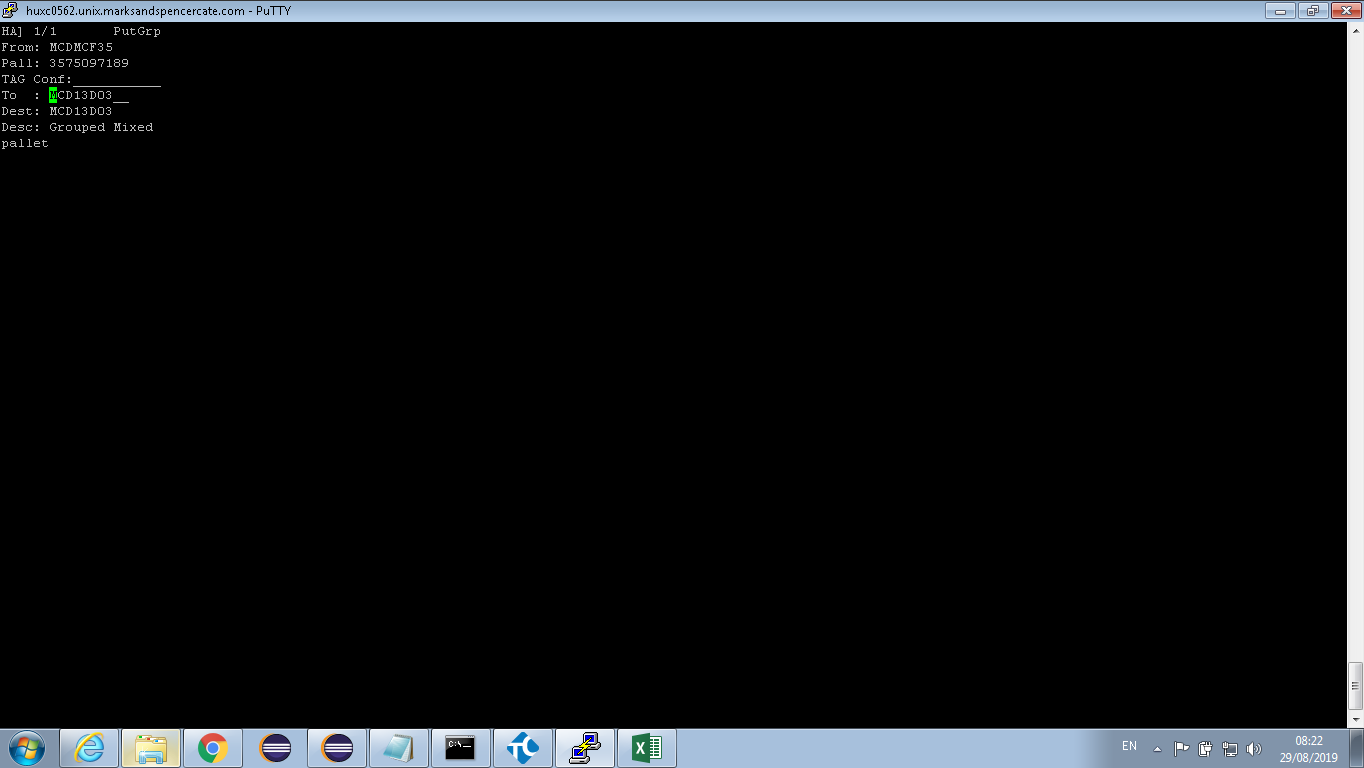 huxc0562.unix.marksandspencercate.com - PuTTY
HA] 1/1       PutGrp
From: MCDMCF35
Pall: 3575097189
TAG Conf:___________
To  : MCD13D03__
Dest: MCD13D03
Desc: Grouped Mixed
pallet
C:\_
EN
08:22
29/08/2019